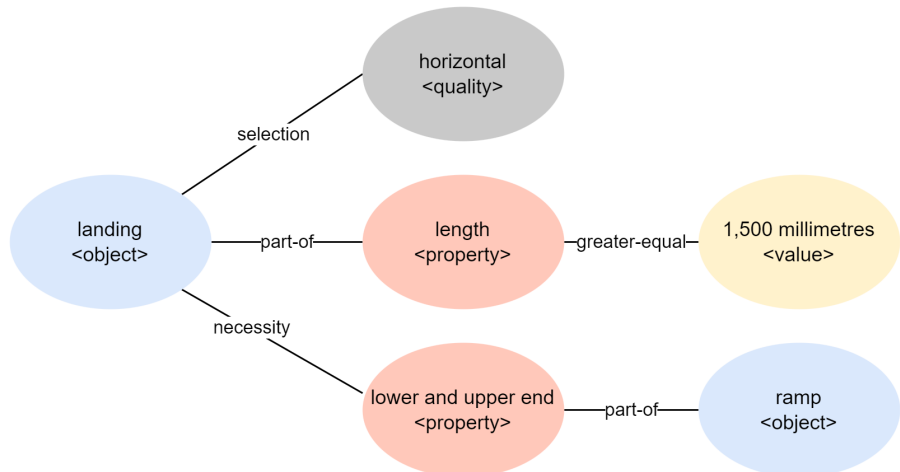 horizontal
<quality>
selection
landing
<object>
part-of
length
<property>
greater-equal
1,500 millimetres
<value>
necessity
lower and upper end
<property>
part-of
ramp
<object>